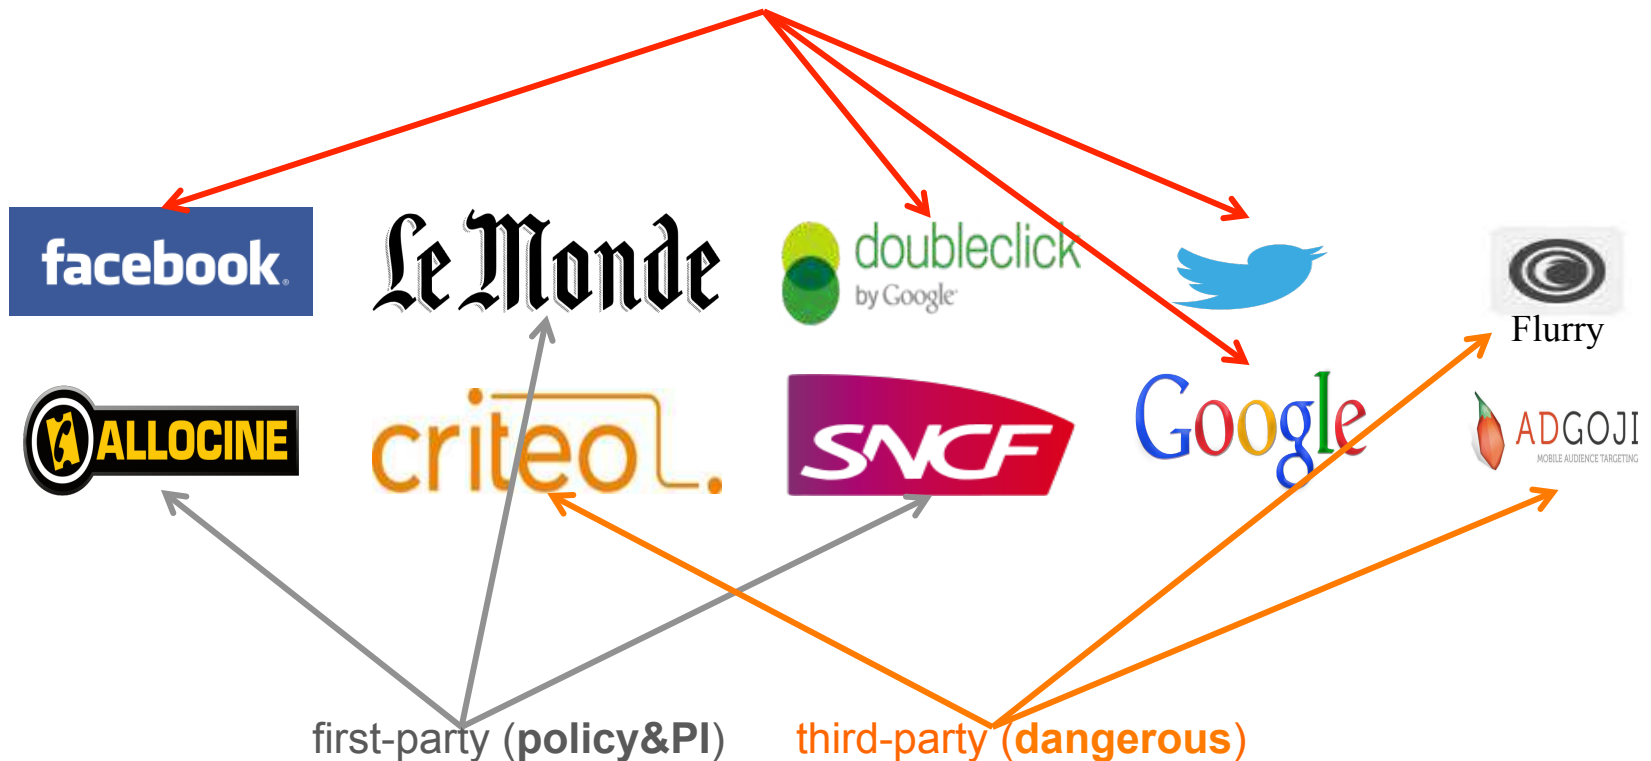 facebook®
Le Monde
doubleclick
by Google
Flurry
ALLOCINE
criteo
SNCF
Google
ADGOJI
MOBILE AUDIENCE TARGETING
first-party (policy&PI)
third-party (dangerous)